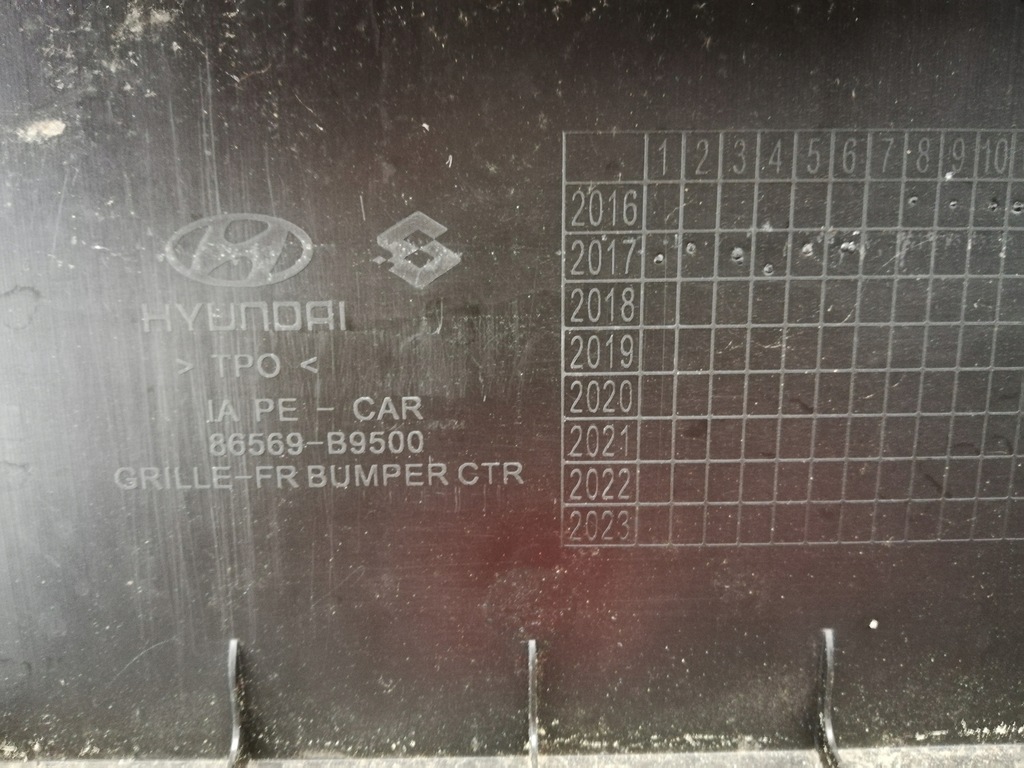 HYUNDAI
> TPO <
IA PE - CAR
86569-B9500
GRILLE-FR BUMPER CTR
1 2 3 4 5 6 7 8 9 10
2016
2017
2018
2019
2020
2021
2022
2023